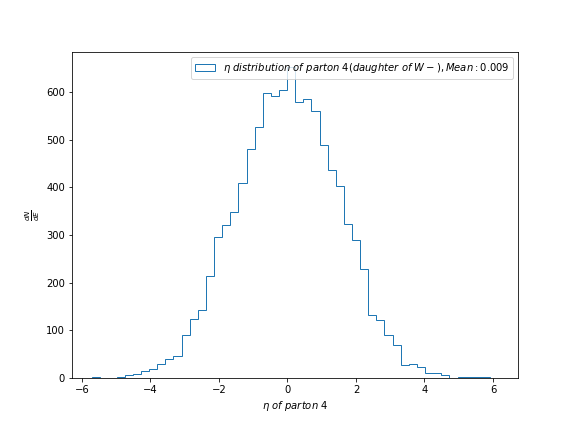 η distribution of parton 4(daughter of W −), Mean : 0.009
600
500
400
300
200
100
0
dN
dE
−6 −4 −2 0 2 4 6
η of parton 4